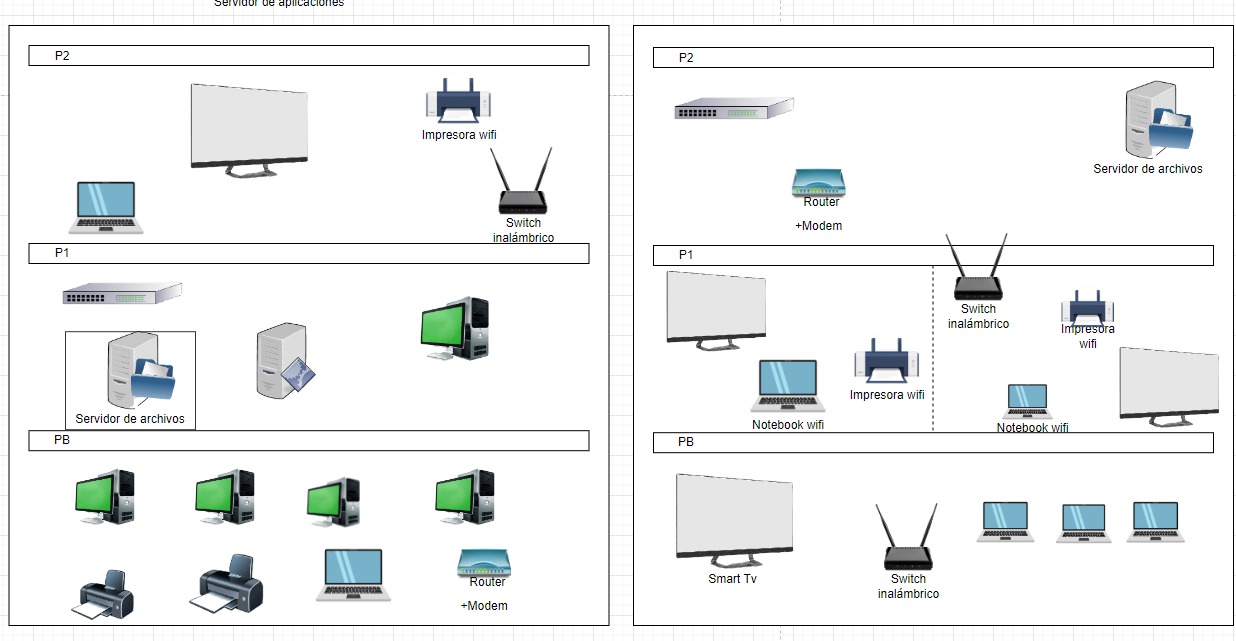 Servidor de aplicaciones
P2
Impresora wifi
Switch
inalámbrico
P1
Servidor de archivos
PB
Router
+Modem
P2
Servidor de archivos
Router
+Modem
P1
Switch
inalámbrico
Impresora
wifi
Impresora wifi
Notebook wifi
Notebook wifi
PB
Smart Tv
Switch
inalámbrico